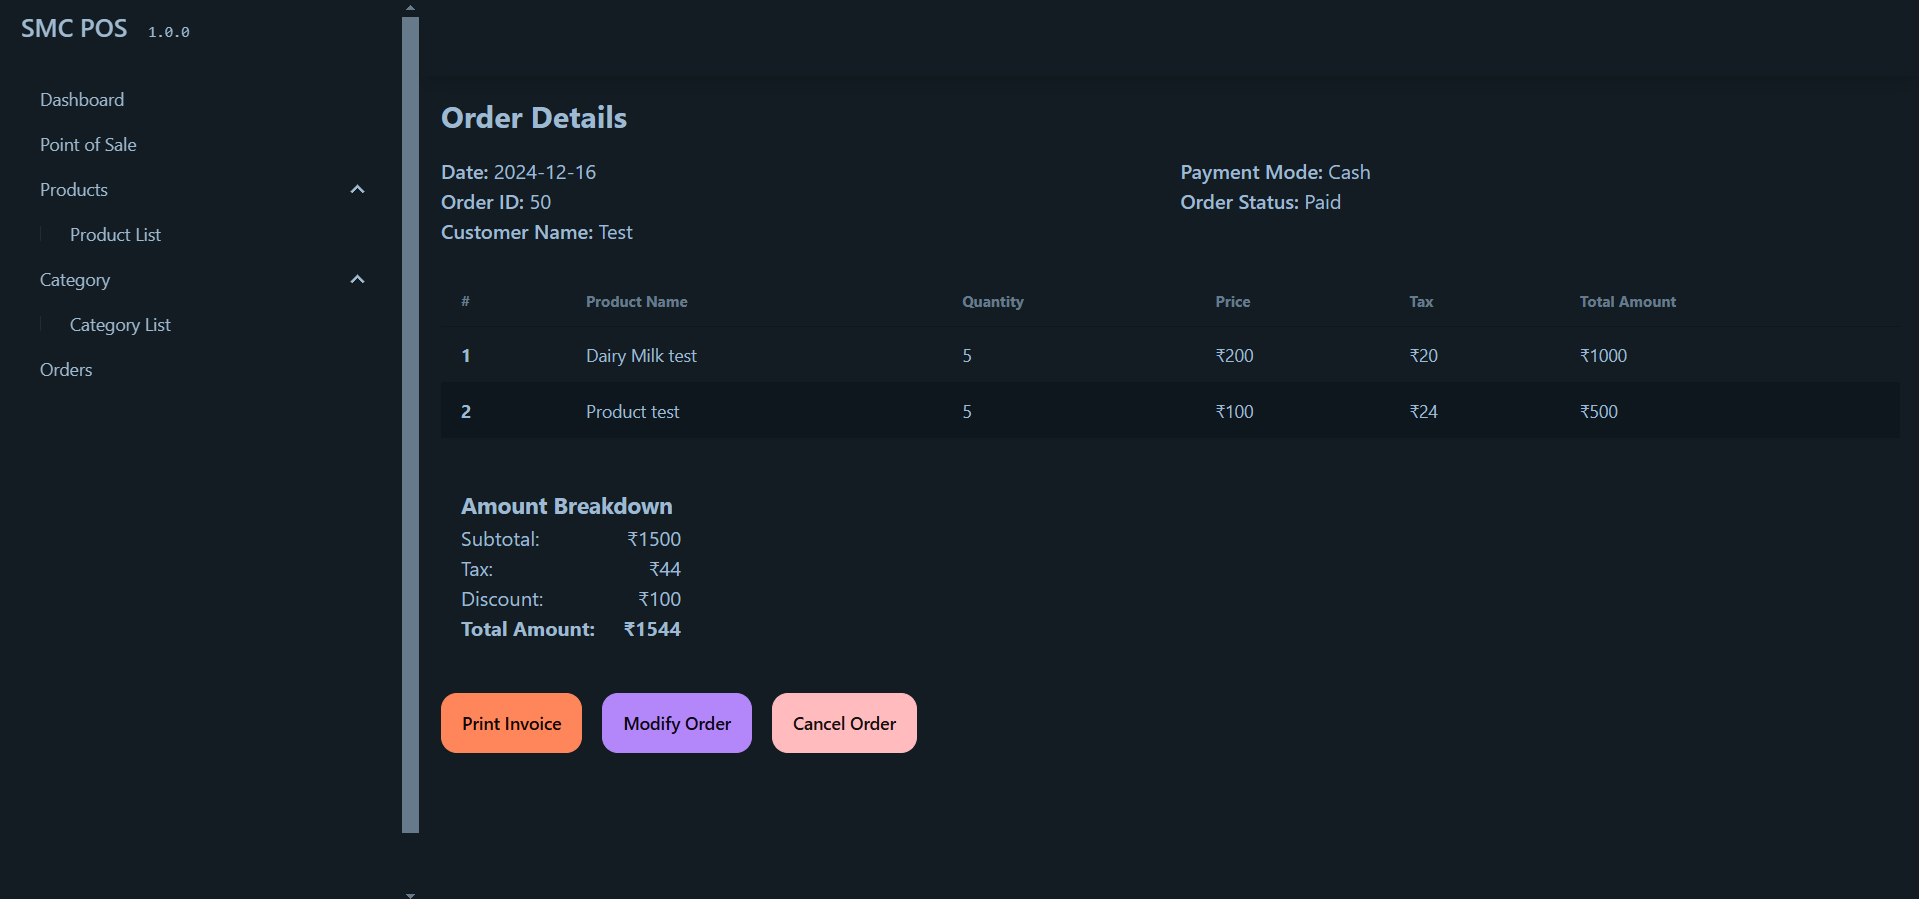 SMC POS 1.0.0
Dashboard
Point of Sale
Products
Product List
Category
Category List
Orders
Order Details
Date: 2024-12-16
Order ID: 50
Customer Name: Test
Payment Mode: Cash
Order Status: Paid
# Product Name Quantity Price Tax Total Amount
1 Dairy Milk test 5 ₹200 ₹20 ₹1000
2 Product test 5 ₹100 ₹24 ₹500
Amount Breakdown
Subtotal: ₹1500
Tax: ₹44
Discount: ₹100
Total Amount: ₹1544
Print Invoice Modify Order Cancel Order